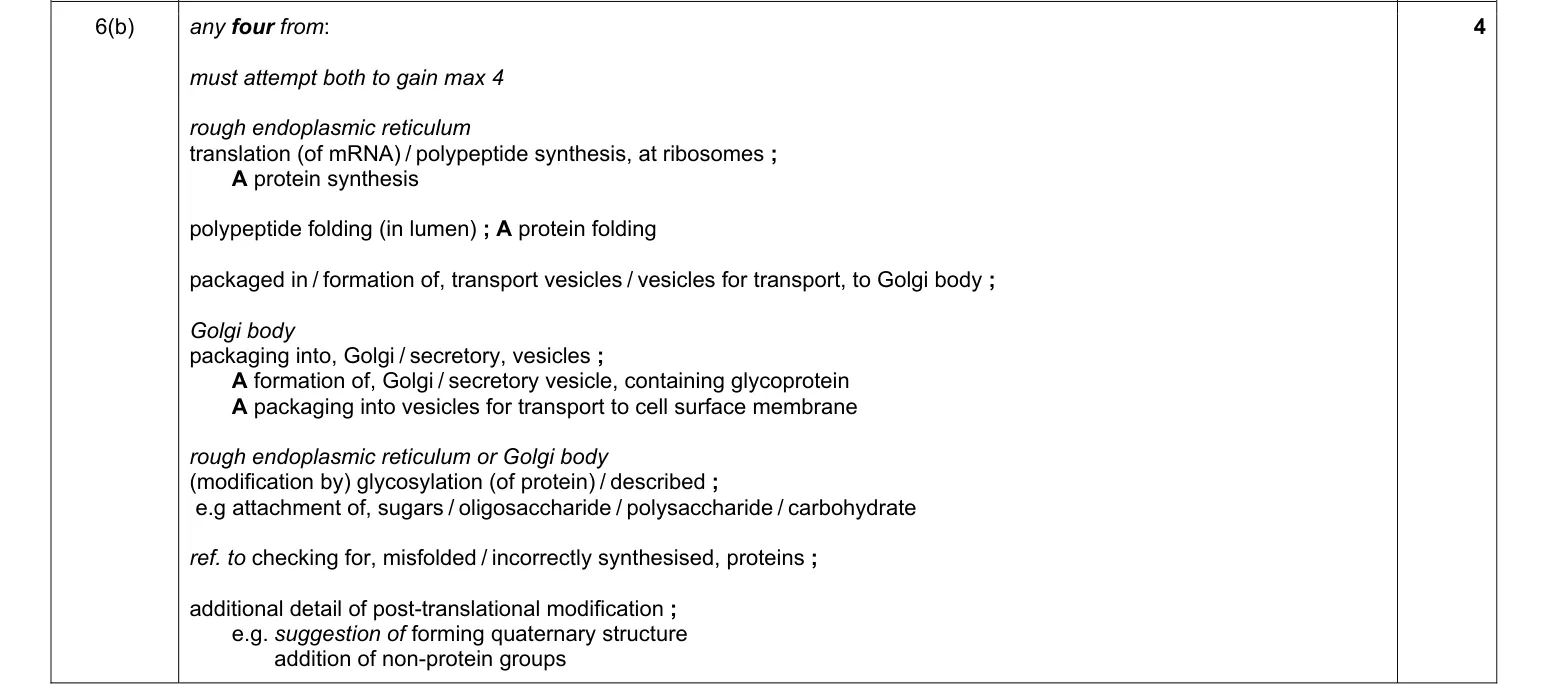 6(b) any four from: 4
must attempt both to gain max 4
rough endoplasmic reticulum
translation (of mRNA) / polypeptide synthesis, at ribosomes ;
A protein synthesis
polypeptide folding (in lumen) ; A protein folding
packaged in / formation of, transport vesicles / vesicles for transport, to Golgi body ;
Golgi body
packaging into, Golgi / secretory, vesicles ;
A formation of, Golgi / secretory vesicle, containing glycoprotein
A packaging into vesicles for transport to cell surface membrane
rough endoplasmic reticulum or Golgi body
(modification by) glycosylation (of protein) / described ;
e.g attachment of, sugars / oligosaccharide / polysaccharide / carbohydrate
ref. to checking for, misfolded / incorrectly synthesised, proteins ;
additional detail of post-translational modification ;
e.g. suggestion of forming quaternary structure
addition of non-protein groups